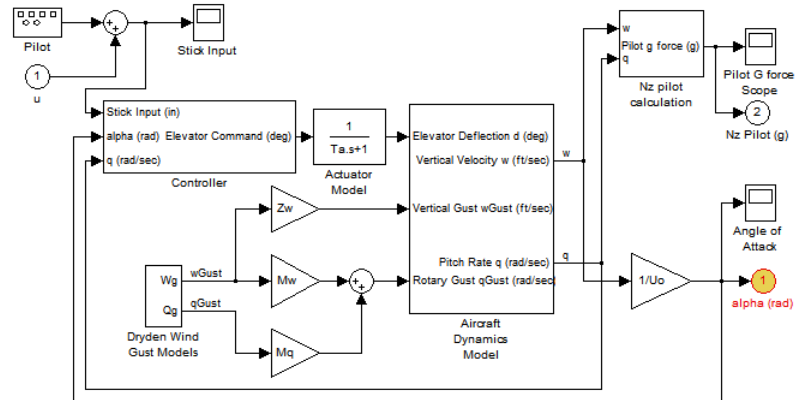 Pilot
1
u
Stick Input
Stick Input (in)
alpha (rad)
Elevator Command (deg)
q (rad/sec)
Controller
1
Ta.s+1
Actuator
Model
Elevator Deflection d (deg)
Vertical Velocity w (ft/sec)
Vertical Gust wGust (ft/sec)
Pitch Rate q (rad/sec)
Rotary Gust qGust (rad/sec)
Aircraft
Dynamics
Model
w
q
w
Pilot g force (g)
q
Nz pilot
calculation
Pilot G force
Scope
2
Nz Pilot (g)
Zw
Mw
Mq
Wg
Qg
wGust
qGust
Dryden Wind
Gust Models
1/Uo
Angle of
Attack
1
alpha (rad)